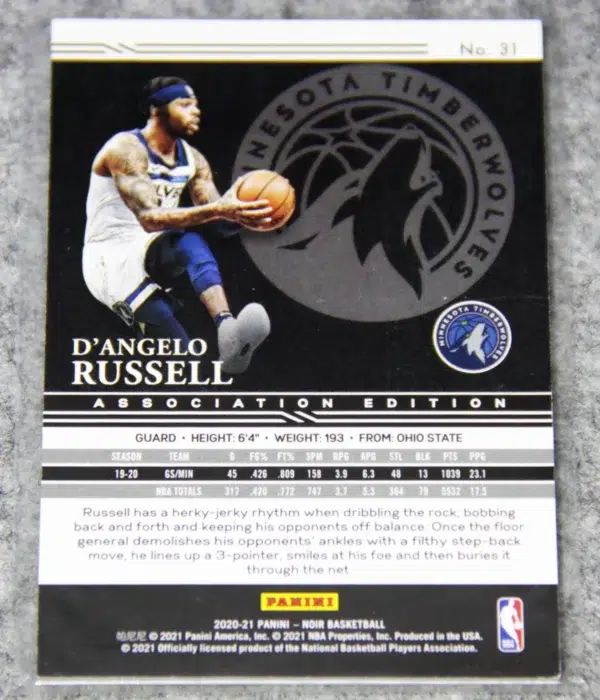 No. 31
MINNESOTA TIMBERWOLVES
MINNESOTA TIMBERWOLVES
D'ANGELO
RUSSELL
ASSOCIATION EDITION
GUARD • HEIGHT: 6'4" • WEIGHT: 193 • FROM: OHIO STATE
SEASON TEAM G FG% FT% 3PM RPG APG STL BLK PTS PPG
19-20 GS/MIN 45 .426 .809 158 3.9 6.3 48 13 1039 23.1
NBA TOTALS 317 .420 .772 747 3.7 5.3 364 79 5532 17.5
Russell has a herky-jerky rhythm when dribbling the rock, bobbing
back and forth and keeping his opponents off balance. Once the floor
general demolishes his opponents' ankles with a filthy step-back
move, he lines up a 3-pointer, smiles at his foe and then buries it
through the net.
PANINI
2020-21 PANINI – NOIR BASKETBALL
帕尼尼 © 2021 Panini America, Inc. © 2021 NBA Properties, Inc. Produced in the USA.
© 2021 Officially licensed product of the National Basketball Players Association.
NBA